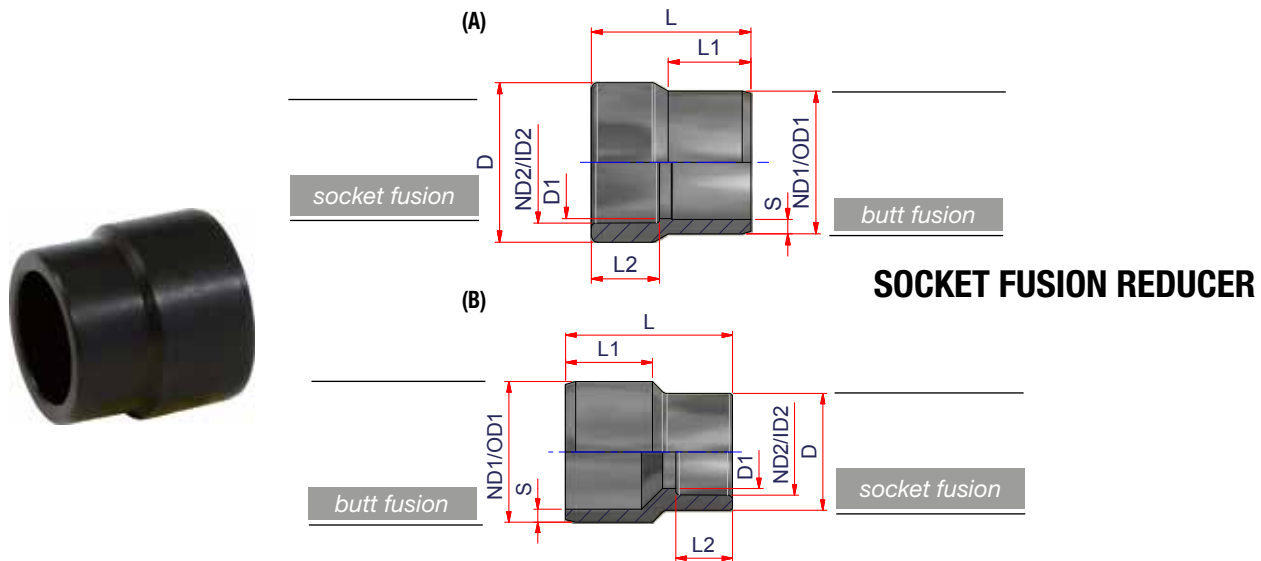 (A)
L
L1
D
ND2/ID2
D1
S
ND1/OD1
L2
socket fusion
butt fusion
SOCKET FUSION REDUCER
(B)
L
L1
ND1/OD1
S
D1
ND2/ID2
D
L2
butt fusion
socket fusion